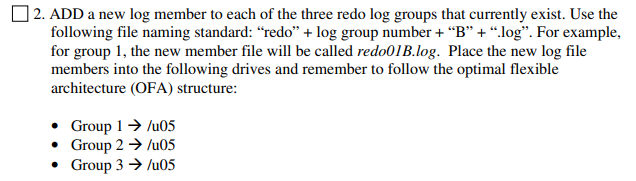 2. ADD a new log member to each of the three redo log groups that currently exist. Use the
following file naming standard: “redo” + log group number + “B” + “.log”. For example,
for group 1, the new member file will be called redo01B.log. Place the new log file
members into the following drives and remember to follow the optimal flexible
architecture (OFA) structure:
• Group 1 → /u05
• Group 2 → /u05
• Group 3 → /u05